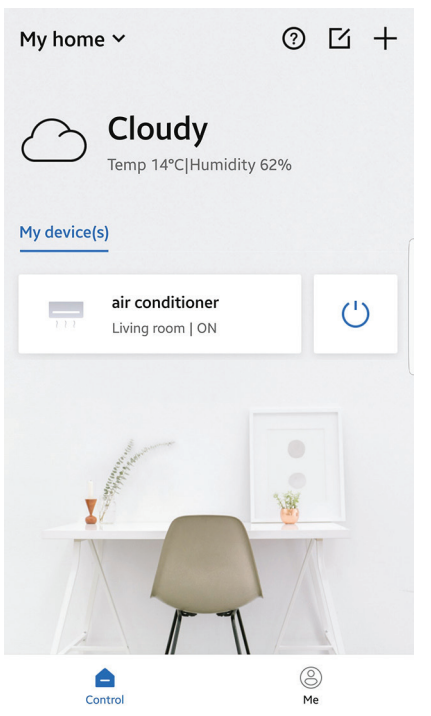 My home
Cloudy
Temp 14°C|Humidity 62%
My device(s)
air conditioner
Living room | ON
Control
Me